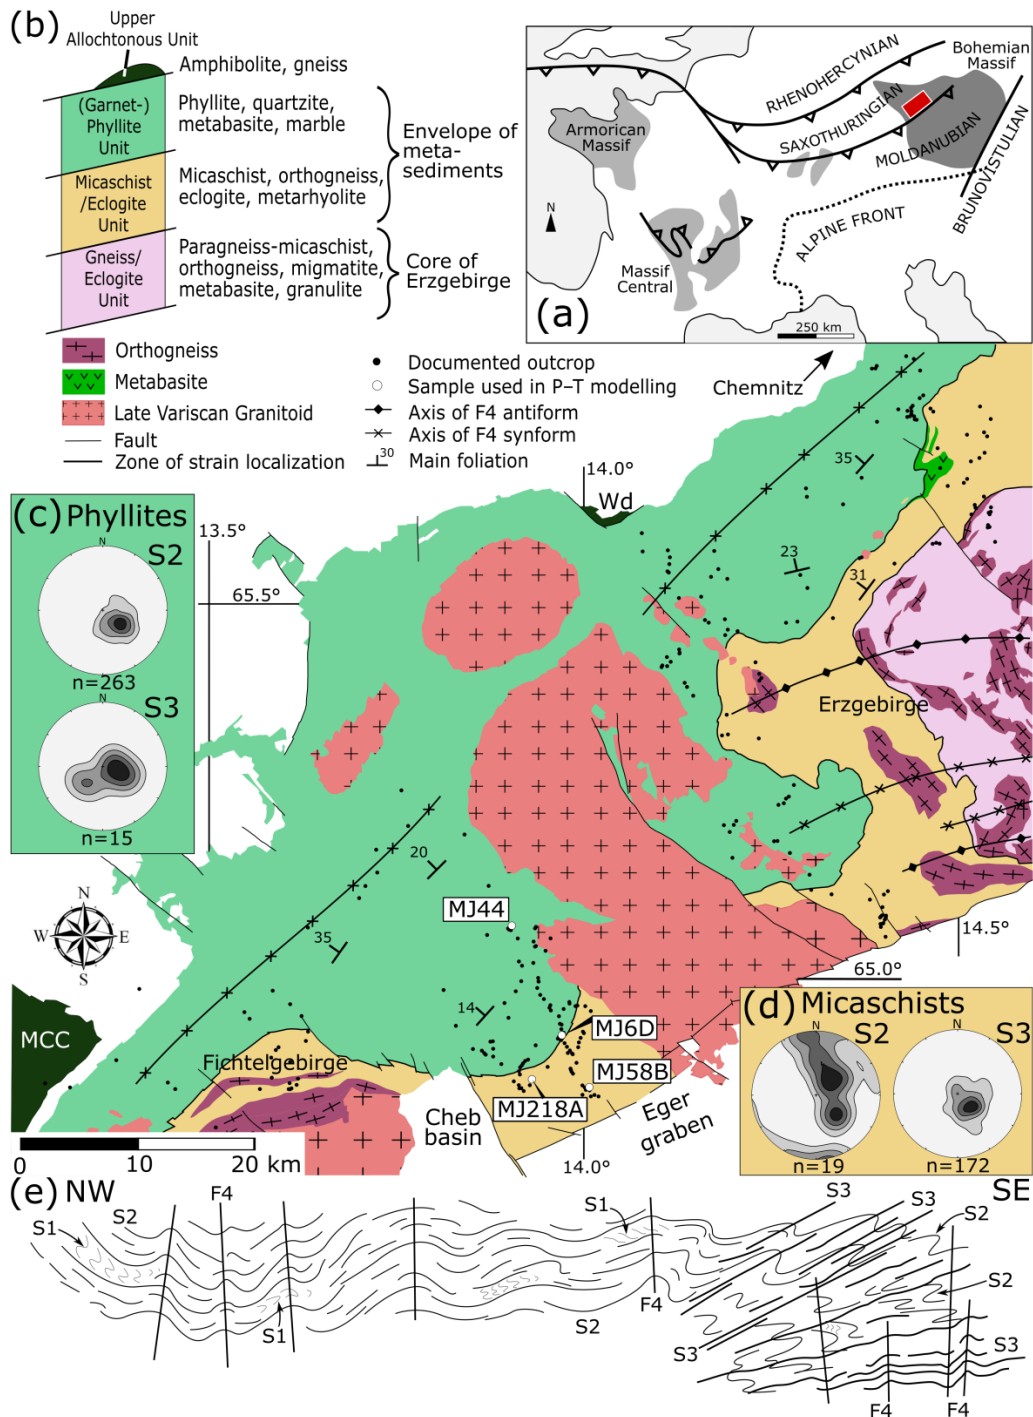 (b)
Upper
Allochtonous Unit
Amphibolite, gneiss
(Garnet-)
Phyllite
Unit
Phyllite, quartzite,
metabasite, marble
Micaschist
/Eclogite
Unit
Micaschist, orthogneiss,
eclogite, metarhyolite
Envelope of
meta-
sediments
Gneiss/
Eclogite
Unit
Paragneiss-micaschist,
orthogneiss, migmatite,
metabasite, granulite
Core of
Erzgebirge
Orthogneiss
Metabasite
Late Variscan Granitoid
Fault
Zone of strain localization
Documented outcrop
Sample used in P–T modelling
Axis of F4 antiform
Axis of F4 synform
30
Main foliation
(a)
RHENOHERCYNIAN
SAXOTHURINGIAN
MOLDANUBIAN
BRUNOVISTULIAN
Bohemian
Massif
Armorican
Massif
Massif
Central
ALPINE FRONT
N
250 km
Chemnitz
14.0°
Wd
13.5°
65.5°
35
23
31
Erzgebirge
(c) Phyllites
N
S2
n=263
N
S3
n=15
20
35
14
MJ44
MJ6D
MJ58B
MJ218A
N
W
E
S
MCC
Fichtelgebirge
Cheb
basin
Eger
graben
14.0°
14.5°
65.0°
0
10
20
km
(d) Micaschists
N
S2
n=19
N
S3
n=172
(e) NW
SE
S1
S2
F4
S1
S1
S2
F4
S3
S3
S2
S2
S3
S3
F4
F4